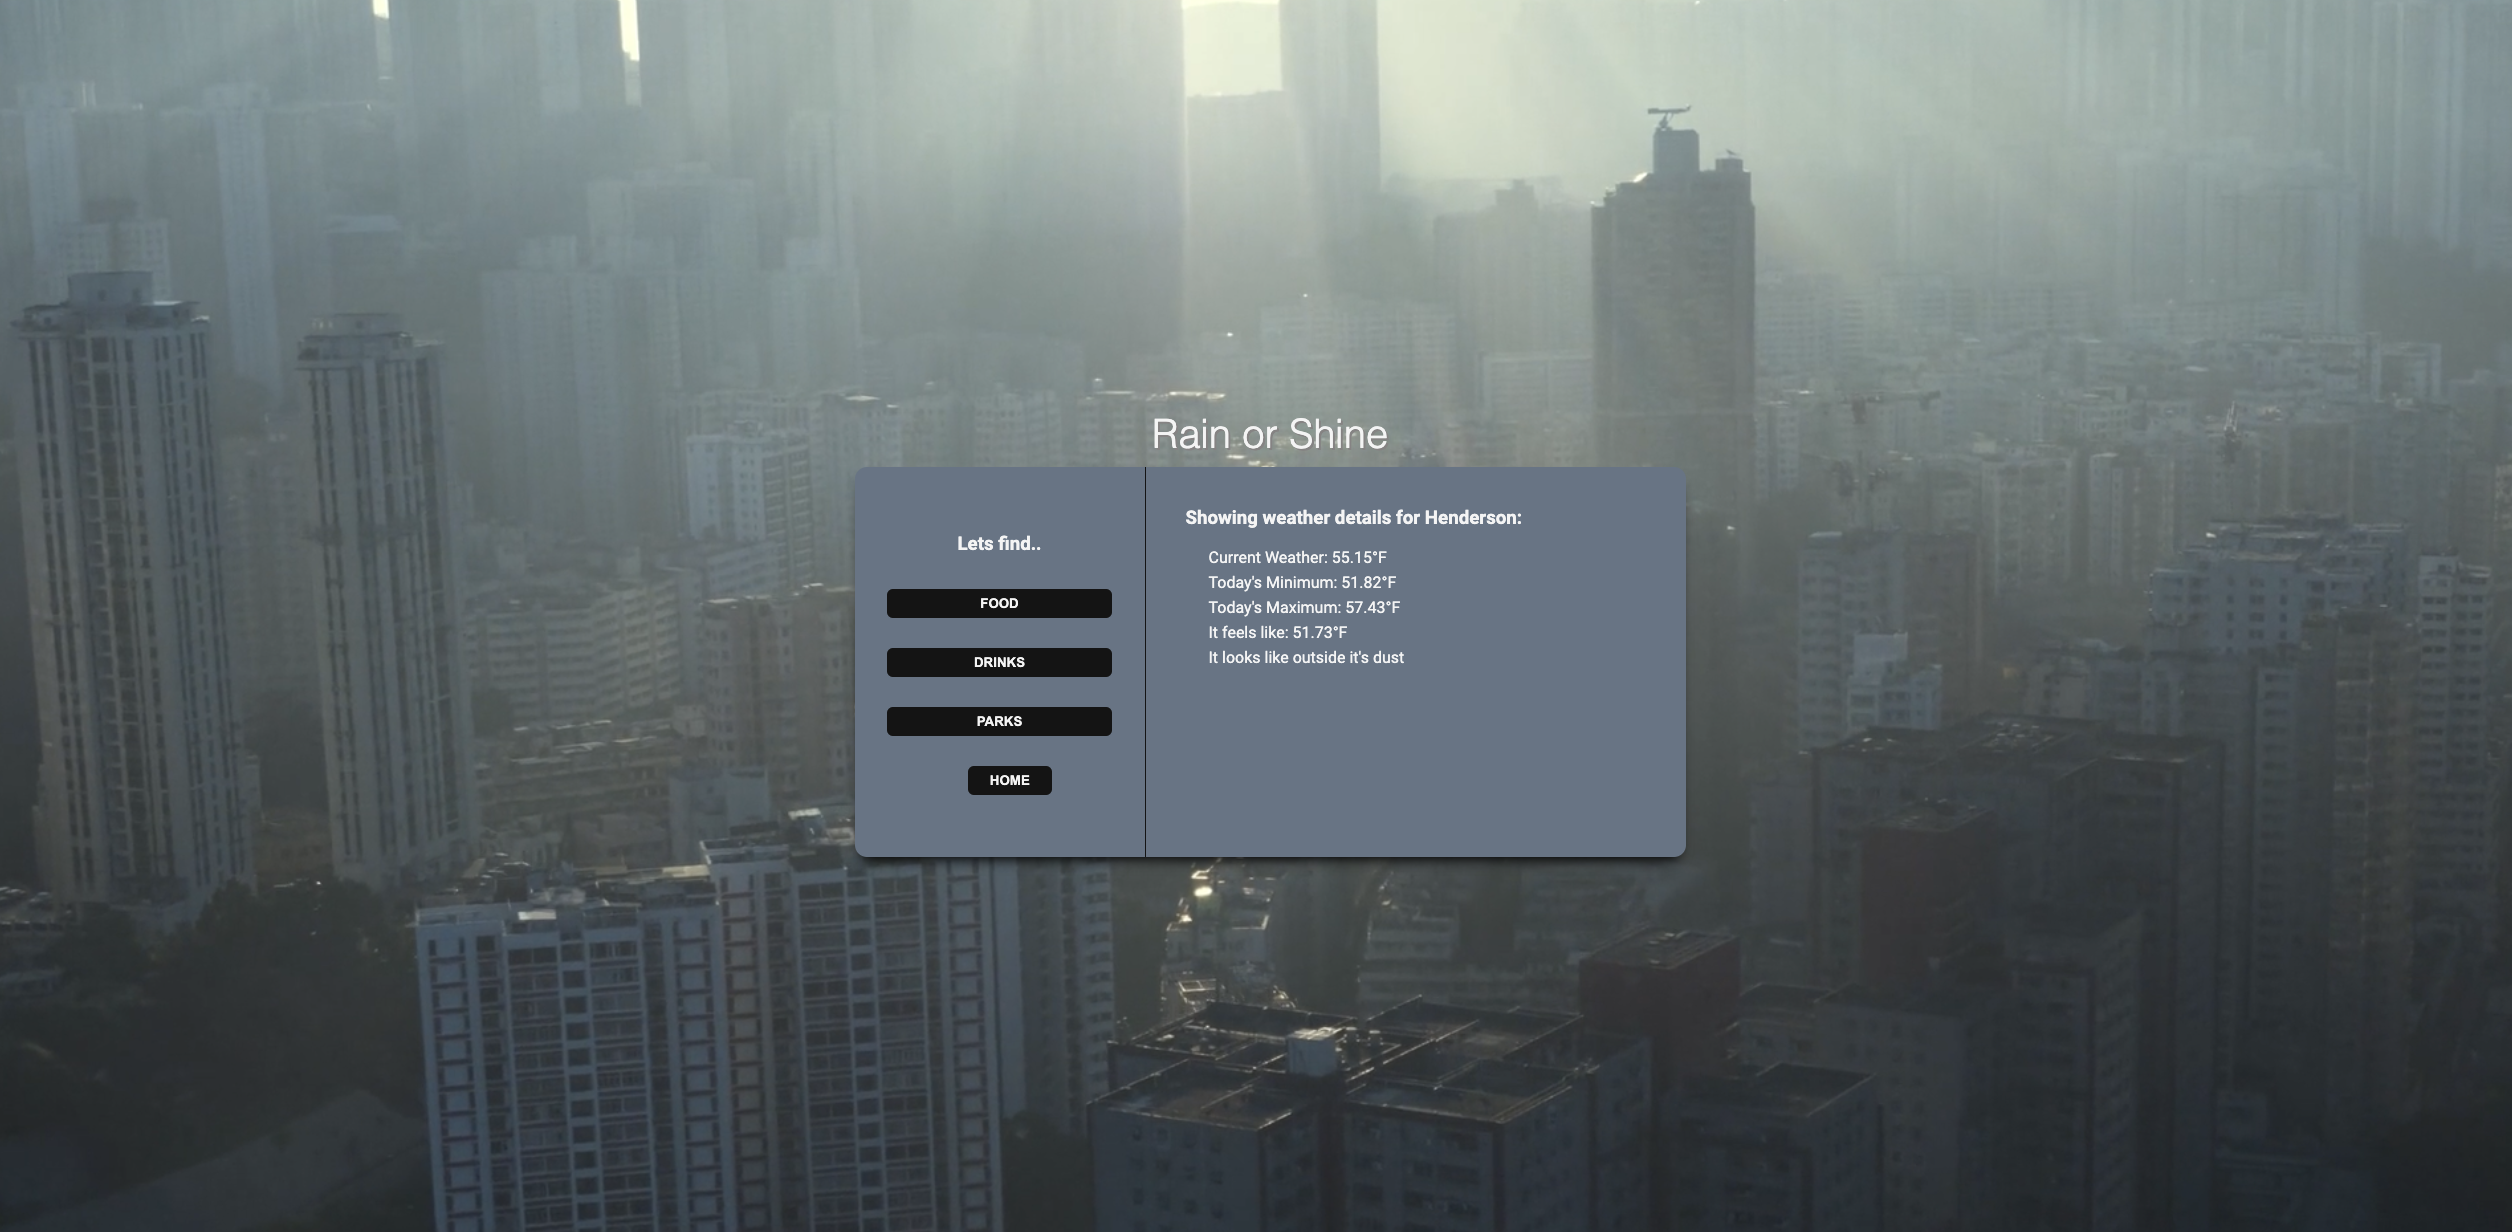 Rain or Shine
Lets find..
FOOD
DRINKS
PARKS
HOME
Showing weather details for Henderson:
Current Weather: 55.15°F
Today's Minimum: 51.82°F
Today's Maximum: 57.43°F
It feels like: 51.73°F
It looks like outside it's dust